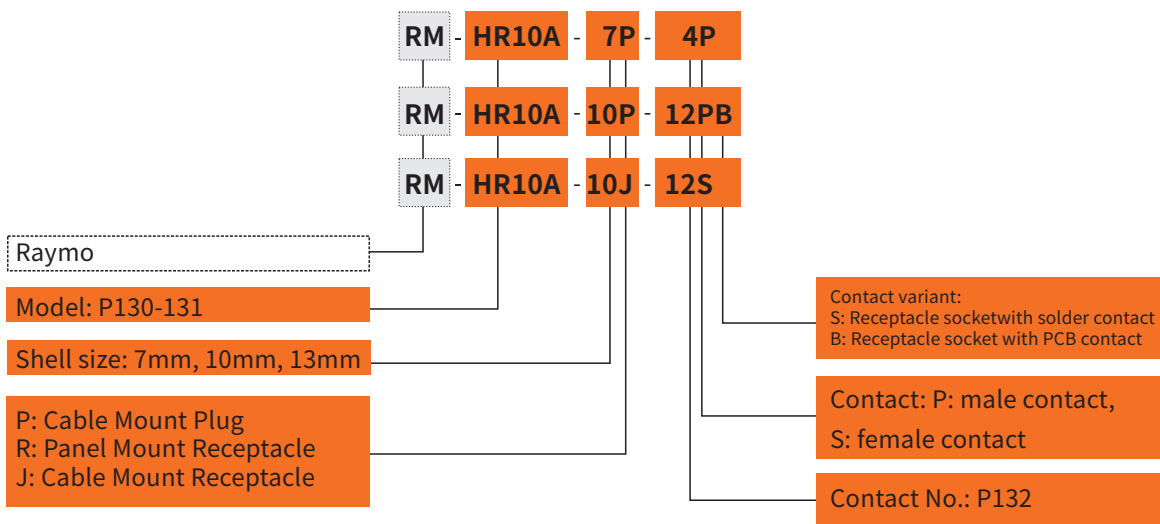 RM - HR10A - 7P - 4P
RM - HR10A - 10P - 12PB
RM - HR10A - 10J - 12S
Raymo
Model: P130-131
Shell size: 7mm, 10mm, 13mm
P: Cable Mount Plug
R: Panel Mount Receptacle
J: Cable Mount Receptacle
Contact variant:
S: Receptacle socketwith solder contact
B: Receptacle socket with PCB contact
Contact: P: male contact,
S: female contact
Contact No.: P132